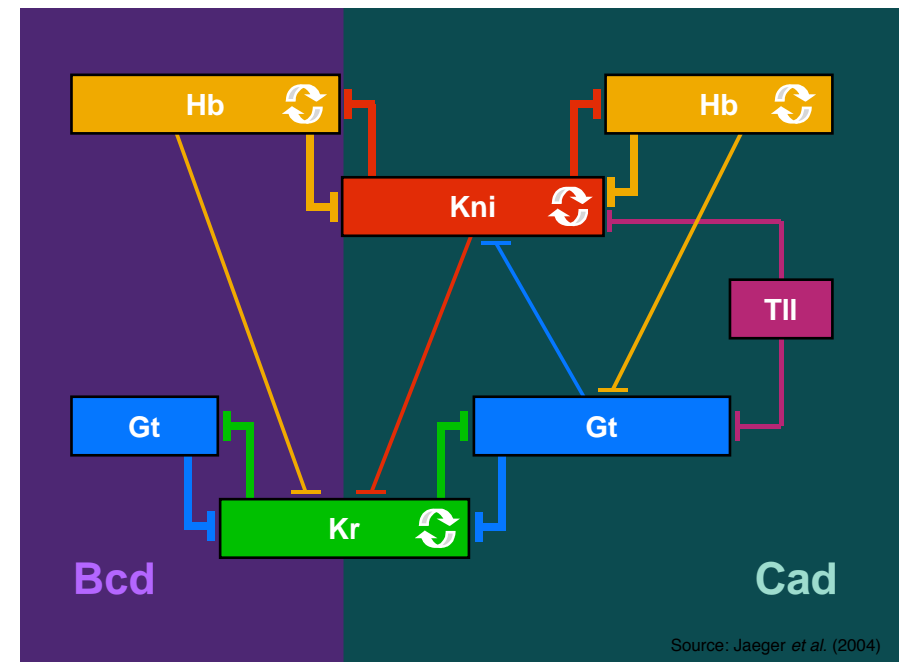 Hb
Hb
Kni
Tll
Gt
Gt
Kr
Bcd
Cad
Source: Jaeger et al. (2004)